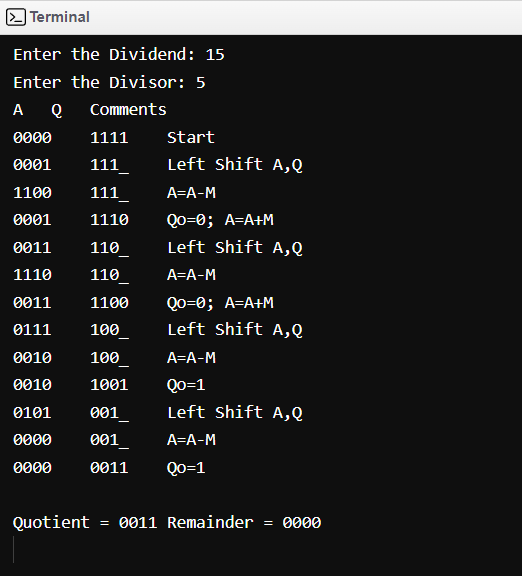 Terminal
Enter the Dividend: 15
Enter the Divisor: 5
A   Q   Comments
0000    1111    Start
0001    111_    Left Shift A,Q
1100    111_    A=A-M
0001    1110    Qo=0; A=A+M
0011    110_    Left Shift A,Q
1110    110_    A=A-M
0011    1100    Qo=0; A=A+M
0111    100_    Left Shift A,Q
0010    100_    A=A-M
0010    1001    Qo=1
0101    001_    Left Shift A,Q
0000    001_    A=A-M
0000    0011    Qo=1
Quotient = 0011 Remainder = 0000